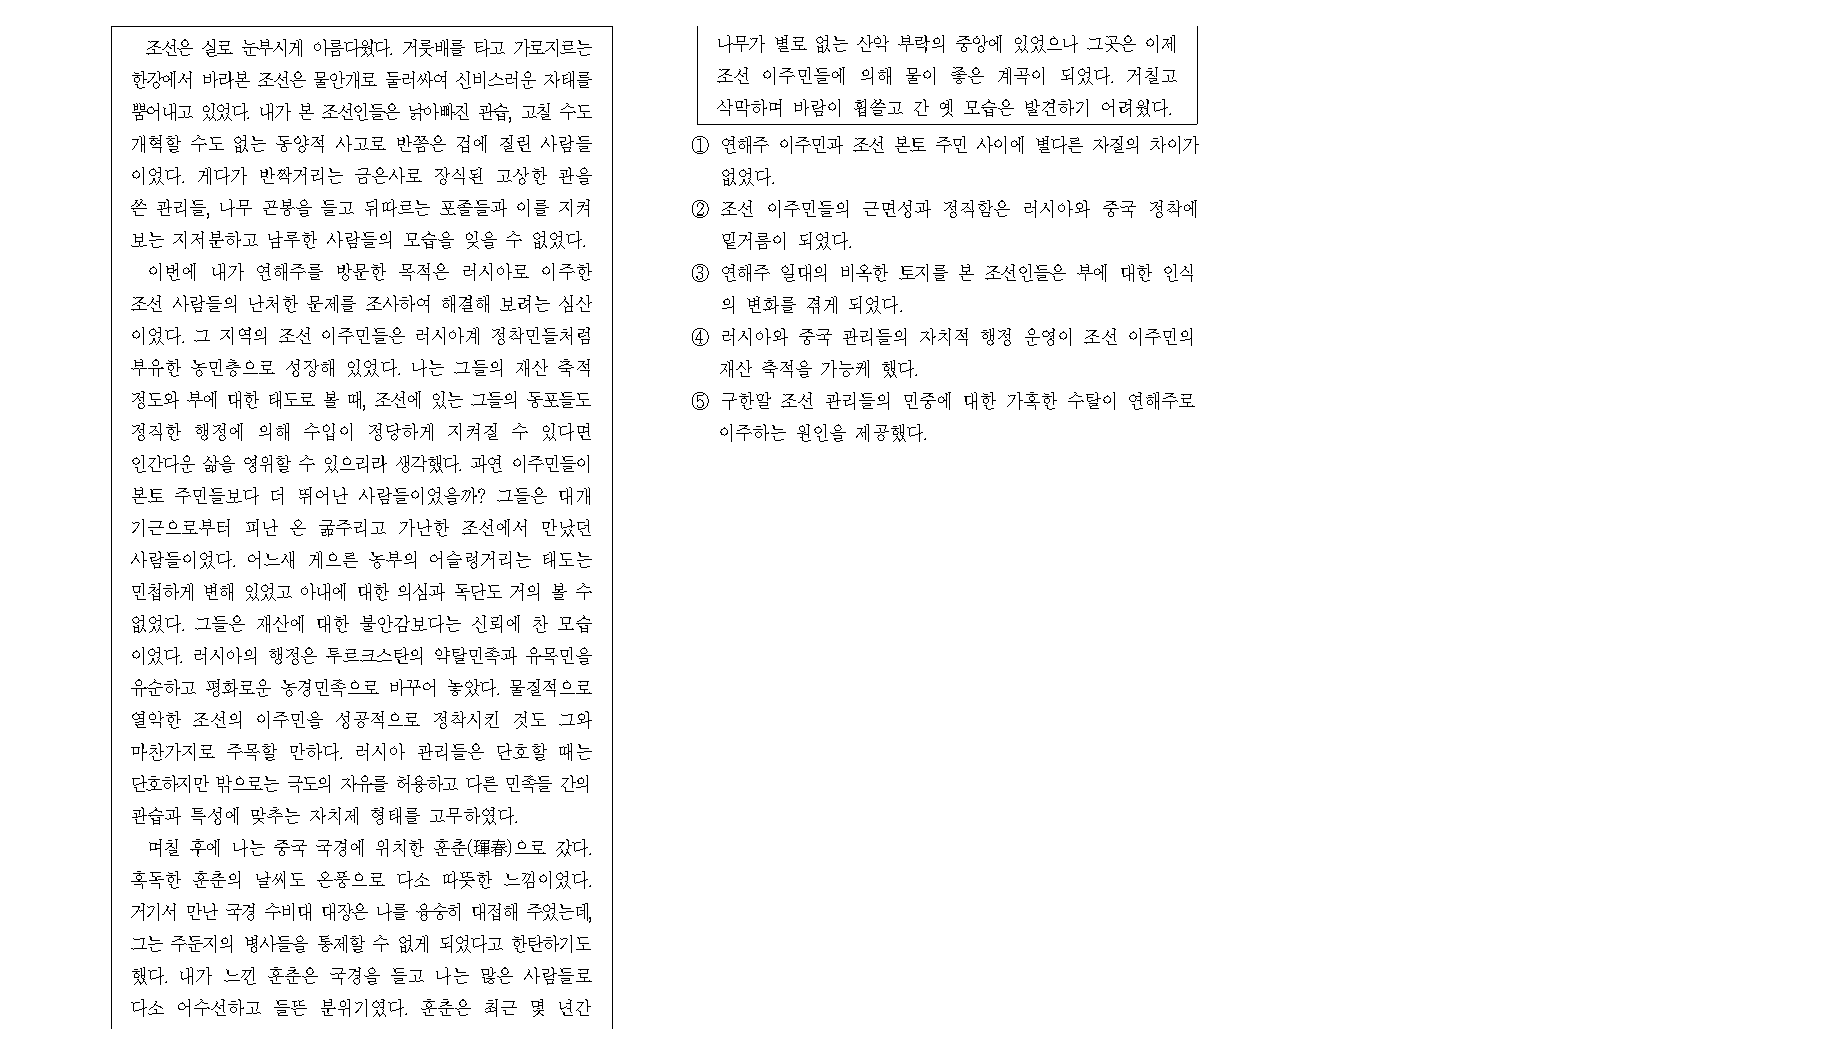 조선은 실로 눈부시게 아름다웠다. 거룻배를 타고 가로지르는
한강에서 바라본 조선은 물안개로 둘러싸여 신비스러운 자태를
뿜어내고 있었다. 내가 본 조선인들은 낡아빠진 관습, 고칠 수도
개혁할 수도 없는 동양적 사고로 반쯤은 겁에 질린 사람들
이었다. 게다가 반짝거리는 금은사로 장식된 고상한 관을
쓴 관리들, 나무 곤봉을 들고 뒤따르는 포졸들과 이를 지켜
보는 지저분하고 남루한 사람들의 모습을 잊을 수 없었다.
이번에 내가 연해주를 방문한 목적은 러시아로 이주한
조선 사람들의 난처한 문제를 조사하여 해결해 보려는 심산
이었다. 그 지역의 조선 이주민들은 러시아계 정착민들처럼
부유한 농민층으로 성장해 있었다. 나는 그들의 재산 축적
정도와 부에 대한 태도로 볼 때, 조선에 있는 그들의 동포들도
정직한 행정에 의해 수입이 정당하게 지켜질 수 있다면
인간다운 삶을 영위할 수 있으리라 생각했다. 과연 이주민들이
본토 주민들보다 더 뛰어난 사람들이었을까? 그들은 대개
기근으로부터 피난 온 굶주리고 가난한 조선에서 만났던
사람들이었다. 어느새 게으른 농부의 어슬렁거리는 태도는
민첩하게 변해 있었고 아내에 대한 의심과 독단도 거의 볼 수
없었다. 그들은 재산에 대한 불안감보다는 신뢰에 찬 모습
이었다. 러시아의 행정은 투르크스탄의 약탈민족과 유목민을
유순하고 평화로운 농경민족으로 바꾸어 놓았다. 물질적으로
열악한 조선의 이주민을 성공적으로 정착시킨 것도 그와
마찬가지로 주목할 만하다. 러시아 관리들은 단호할 때는
단호하지만 밖으로는 극도의 자유를 허용하고 다른 민족들 간의
관습과 특성에 맞추는 자치제 형태를 고무하였다.
며칠 후에 나는 중국 국경에 위치한 훈춘(琿春)으로 갔다.
혹독한 훈춘의 날씨도 온풍으로 다소 따뜻한 느낌이었다.
거기서 만난 국경 수비대 대장은 나를 융숭히 대접해 주었는데,
그는 주둔지의 병사들을 통제할 수 없게 되었다고 한탄하기도
했다. 내가 느낀 훈춘은 국경을 들고 나는 많은 사람들로
다소 어수선하고 들뜬 분위기였다. 훈춘은 최근 몇 년간
나무가 별로 없는 산악 부락의 중앙에 있었으나 그곳은 이제
조선 이주민들에 의해 물이 좋은 계곡이 되었다. 거칠고
삭막하며 바람이 휩쓸고 간 옛 모습은 발견하기 어려웠다.
① 연해주 이주민과 조선 본토 주민 사이에 별다른 자질의 차이가
없었다.
② 조선 이주민들의 근면성과 정직함은 러시아와 중국 정착에
밑거름이 되었다.
③ 연해주 일대의 비옥한 토지를 본 조선인들은 부에 대한 인식
의 변화를 겪게 되었다.
④ 러시아와 중국 관리들의 자치적 행정 운영이 조선 이주민의
재산 축적을 가능케 했다.
⑤ 구한말 조선 관리들의 민중에 대한 가혹한 수탈이 연해주로
이주하는 원인을 제공했다.